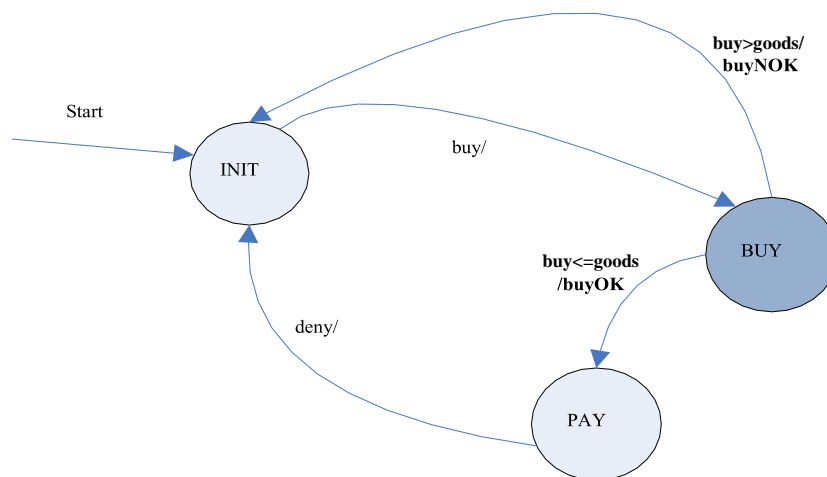 buy>goods/
buyNOK
Start
INIT
buy/
BUY
buy<=goods
/buyOK
deny/
PAY